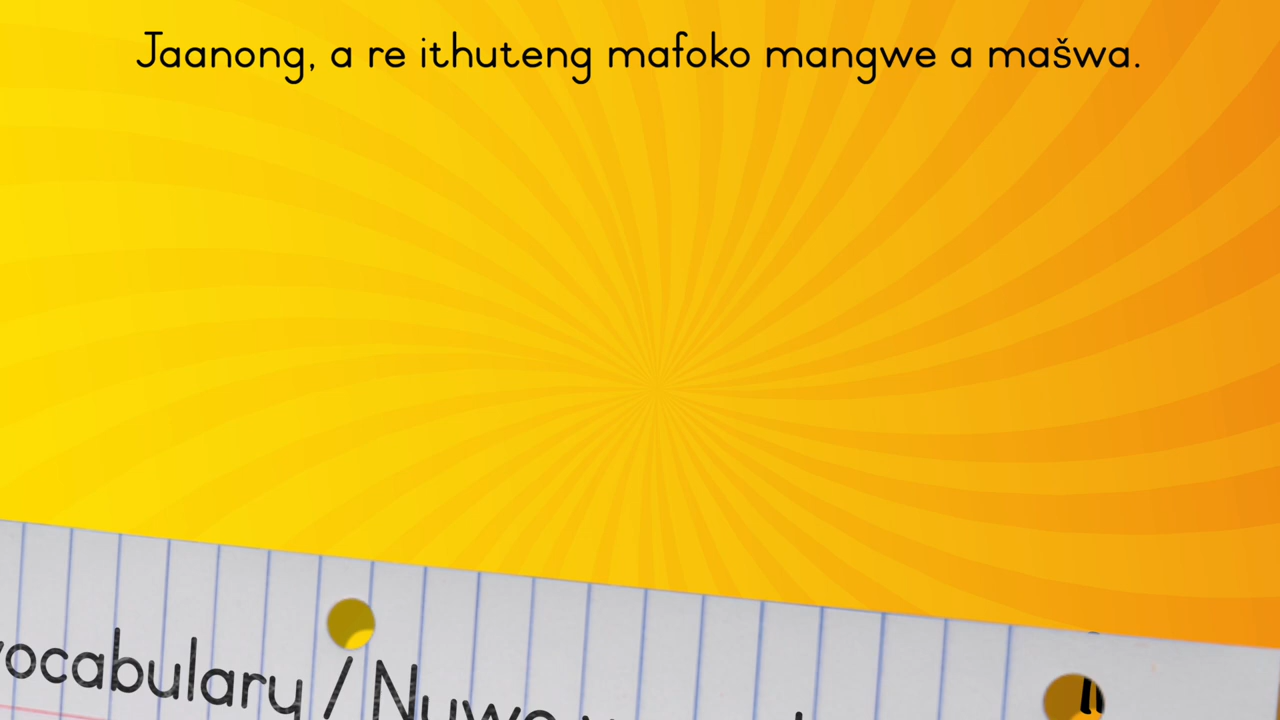 Jaanong, a re ithuteng mafoko mangwe a mašwa.
vocabulary / Nuwe